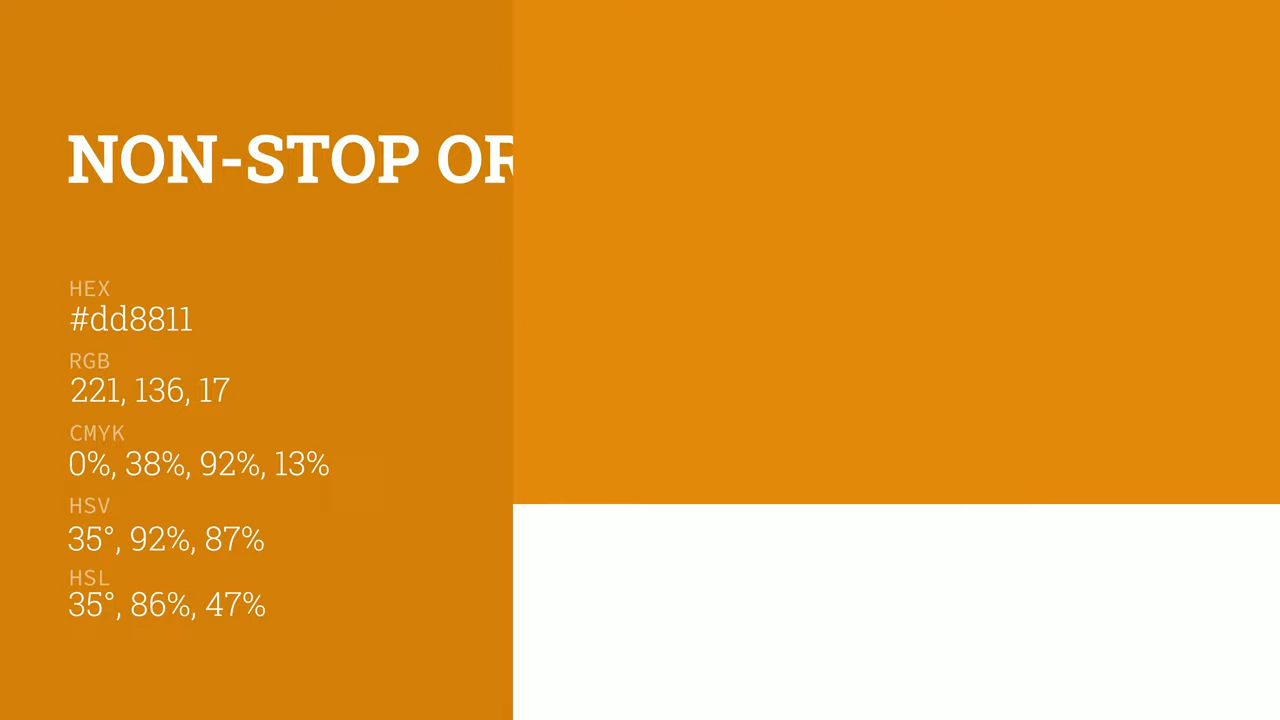 NON-STOP OR
HEX
#dd8811
RGB
221, 136, 17
CMYK
0%, 38%, 92%, 13%
HSV
35°, 92%, 87%
HSL
35°, 86%, 47%